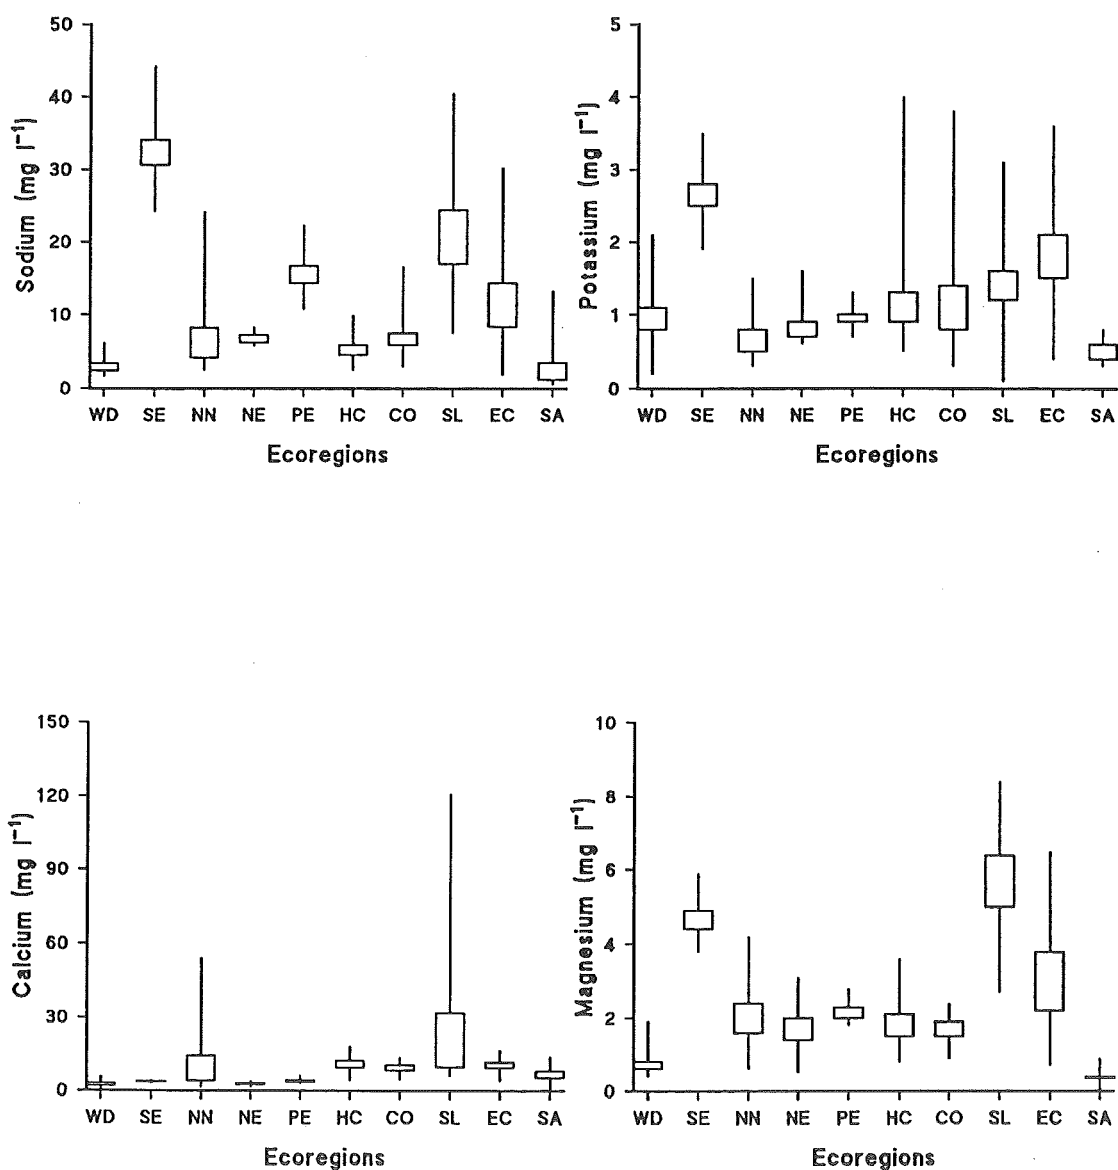 50
40
30
20
10
0
Sodium (mg l⁻¹)
WD SE NN NE PE HC CO SL EC SA
Ecoregions
5
4
3
2
1
0
Potassium (mg l⁻¹)
WD SE NN NE PE HC CO SL EC SA
Ecoregions
150
120
90
60
30
0
Calcium (mg l⁻¹)
WD SE NN NE PE HC CO SL EC SA
Ecoregions
10
8
6
4
2
0
Magnesium (mg l⁻¹)
WD SE NN NE PE HC CO SL EC SA
Ecoregions